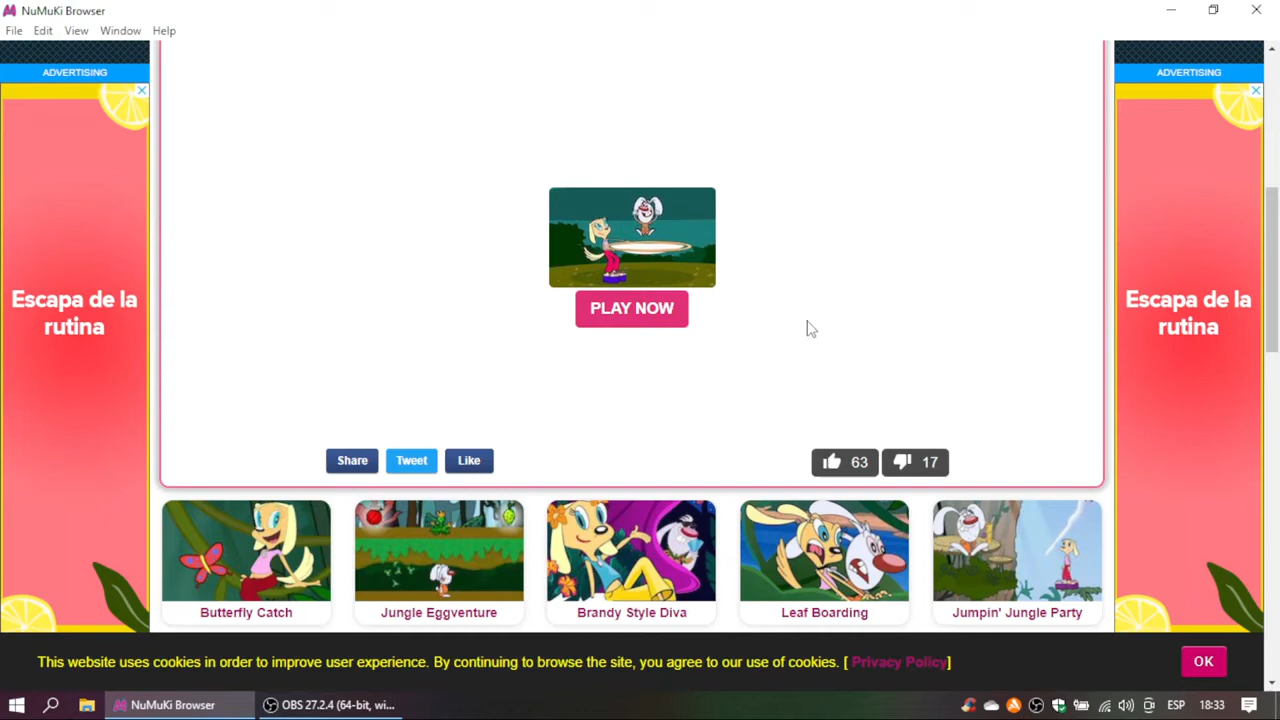 NuMuKi Browser
File Edit View Window Help
ADVERTISING
ADVERTISING
Escapa de la
rutina
Escapa de la
rutina
PLAY NOW
Share Tweet Like
63 17
Butterfly Catch
Jungle Eggventure
Brandy Style Diva
Leaf Boarding
Jumpin' Jungle Party
This website uses cookies in order to improve user experience. By continuing to browse the site, you agree to our use of cookies. [ Privacy Policy]
OK
NuMuKi Browser
OBS 27.2.4 (64-bit, wi...
ESP
18:33